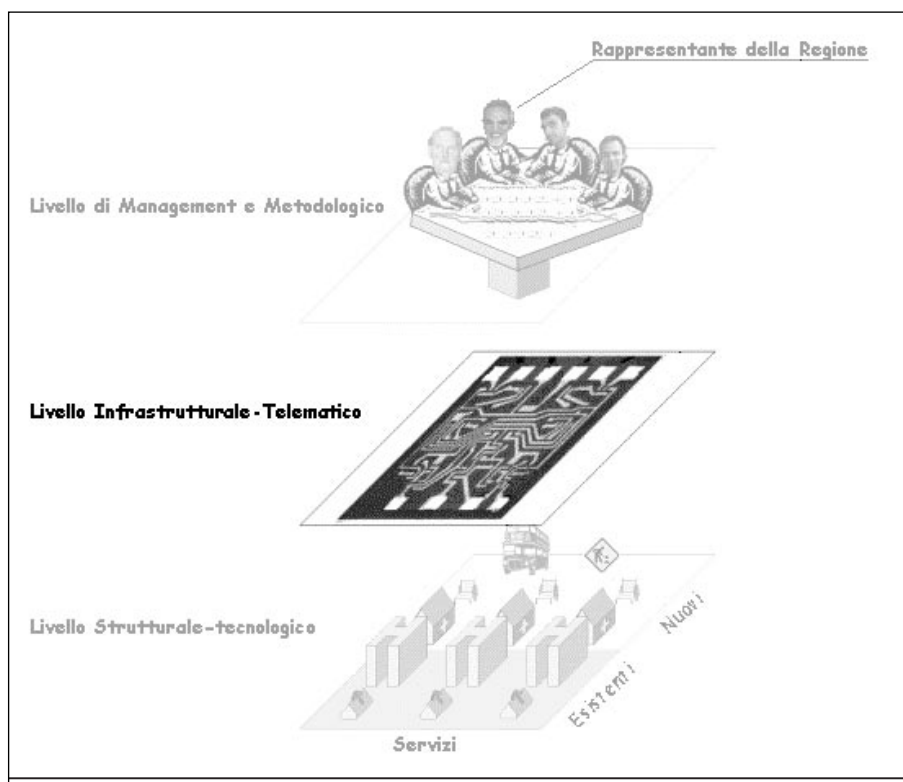 Rappresentante della Regione
Livello di Management e Metodologico
Livello Infrastrutturale-Telematico
Livello Strutturale-tecnologico
Nuovi
Esistenti
Servizi